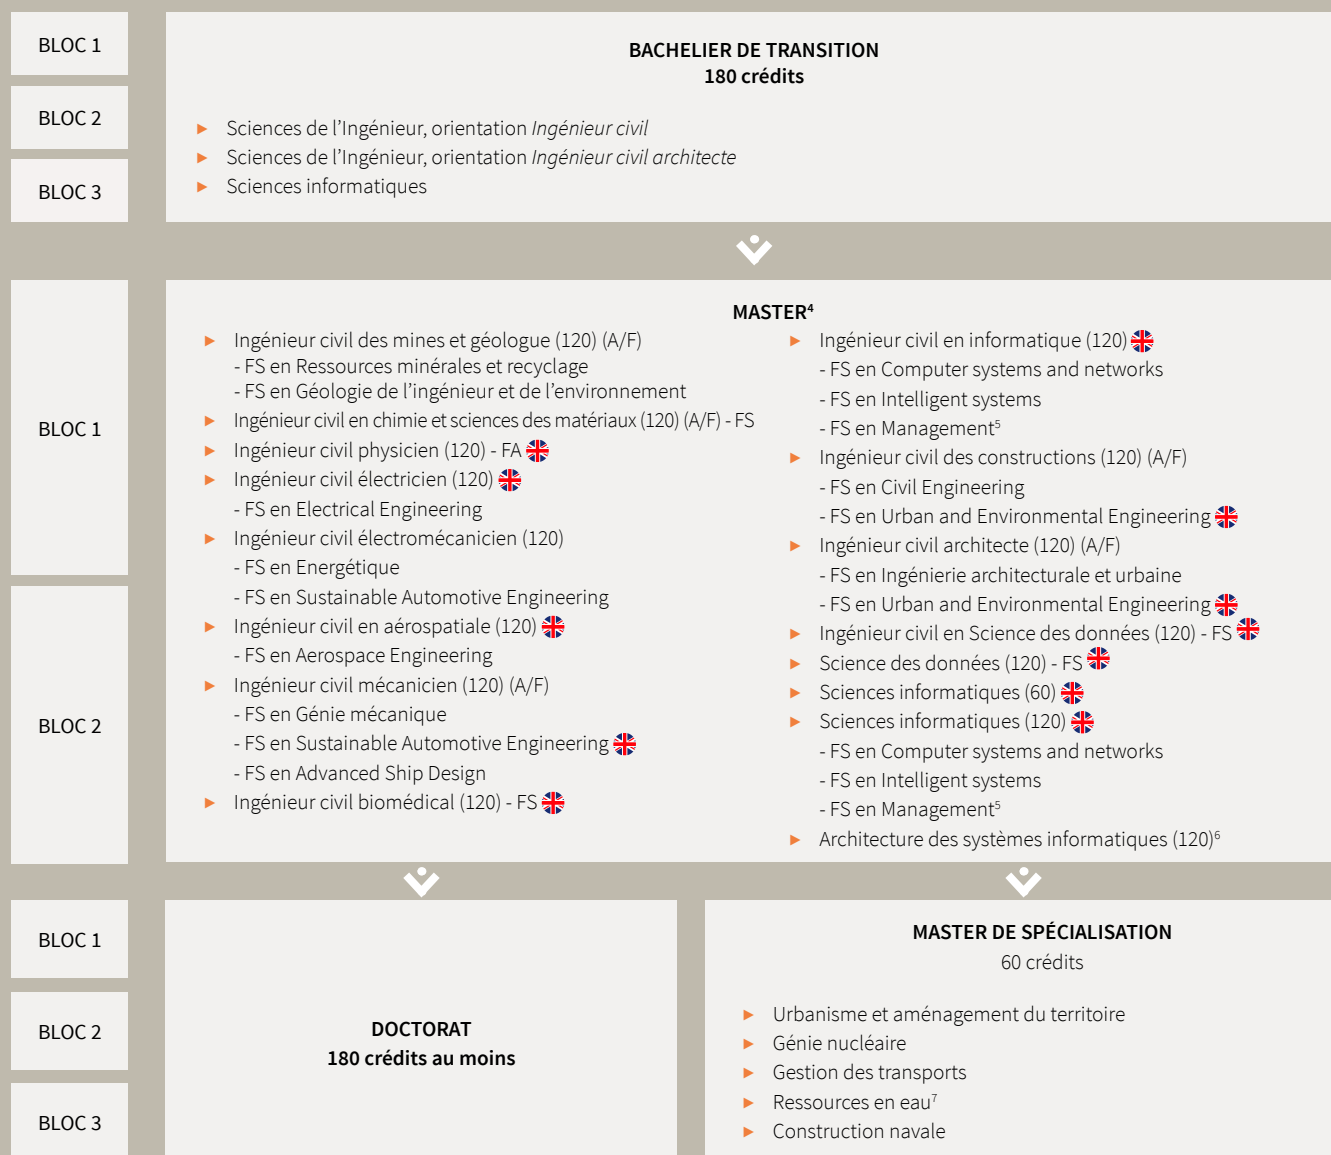 BLOC 1
BLOC 2
BLOC 3
BACHELIER DE TRANSITION
180 crédits
► Sciences de l'Ingénieur, orientation Ingénieur civil
► Sciences de l'Ingénieur, orientation Ingénieur civil architecte
► Sciences informatiques
BLOC 1
BLOC 2
MASTER⁴
► Ingénieur civil des mines et géologue (120) (A/F)
- FS en Ressources minérales et recyclage
- FS en Géologie de l'ingénieur et de l'environnement
► Ingénieur civil en chimie et sciences des matériaux (120) (A/F) - FS
► Ingénieur civil physicien (120) - FA
► Ingénieur civil électricien (120)
- FS en Electrical Engineering
► Ingénieur civil électromécanicien (120)
- FS en Energétique
- FS en Sustainable Automotive Engineering
► Ingénieur civil en aérospatiale (120)
- FS en Aerospace Engineering
► Ingénieur civil mécanicien (120) (A/F)
- FS en Génie mécanique
- FS en Sustainable Automotive Engineering
- FS en Advanced Ship Design
► Ingénieur civil biomédical (120) - FS
► Ingénieur civil en informatique (120)
- FS en Computer systems and networks
- FS en Intelligent systems
- FS en Management⁵
► Ingénieur civil des constructions (120) (A/F)
- FS en Civil Engineering
- FS en Urban and Environmental Engineering
► Ingénieur civil architecte (120) (A/F)
- FS en Ingénierie architecturale et urbaine
- FS en Urban and Environmental Engineering
► Ingénieur civil en Science des données (120) - FS
► Science des données (120) - FS
► Sciences informatiques (60)
► Sciences informatiques (120)
- FS en Computer systems and networks
- FS en Intelligent systems
- FS en Management⁵
► Architecture des systèmes informatiques (120)⁶
BLOC 1
BLOC 2
BLOC 3
DOCTORAT
180 crédits au moins
MASTER DE SPÉCIALISATION
60 crédits
► Urbanisme et aménagement du territoire
► Génie nucléaire
► Gestion des transports
► Ressources en eau⁷
► Construction navale